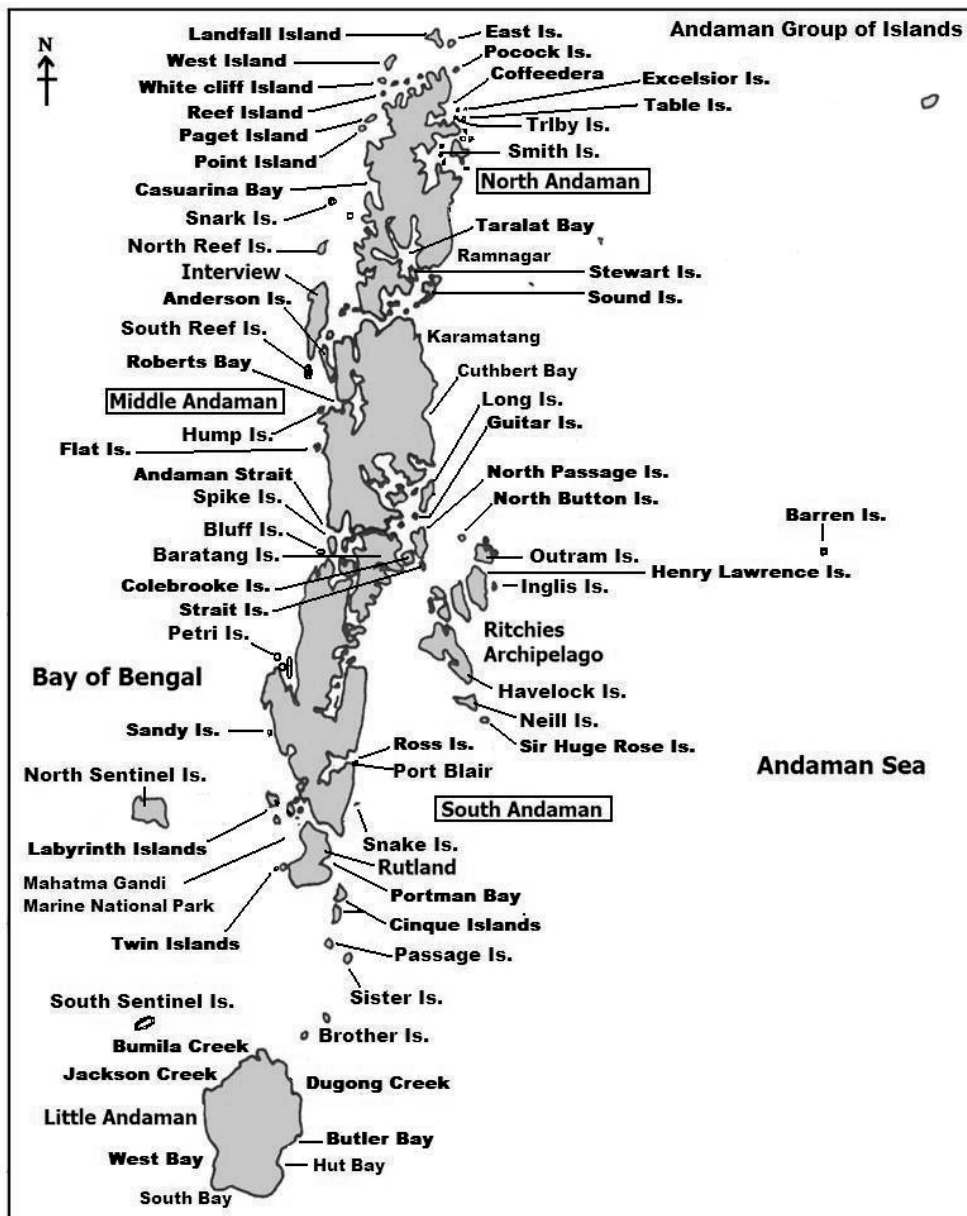 Andaman Group of Islands
N
Landfall Island
East Is.
West Island
Pocock Is.
White cliff Island
Coffeedera
Excelsior Is.
Reef Island
Table Is.
Paget Island
Trlby Is.
Point Island
Smith Is.
Casuarina Bay
North Andaman
Snark Is.
Taralat Bay
North Reef Is.
Ramnagar
Interview
Stewart Is.
Anderson Is.
Sound Is.
South Reef Is.
Karamatang
Roberts Bay
Cuthbert Bay
Middle Andaman
Long Is.
Hump Is.
Guitar Is.
Flat Is.
Andaman Strait
North Passage Is.
Spike Is.
North Button Is.
Bluff Is.
Barren Is.
Baratang Is.
Outram Is.
Colebrooke Is.
Henry Lawrence Is.
Strait Is.
Inglis Is.
Petri Is.
Ritchies
Archipelago
Bay of Bengal
Havelock Is.
Neill Is.
Sandy Is.
Sir Huge Rose Is.
Ross Is.
Port Blair
Andaman Sea
North Sentinel Is.
South Andaman
Labyrinth Islands
Snake Is.
Rutland
Mahatma Gandi
Marine National Park
Portman Bay
Cinque Islands
Twin Islands
Passage Is.
Sister Is.
South Sentinel Is.
Brother Is.
Bumila Creek
Jackson Creek
Dugong Creek
Little Andaman
Butler Bay
West Bay
Hut Bay
South Bay